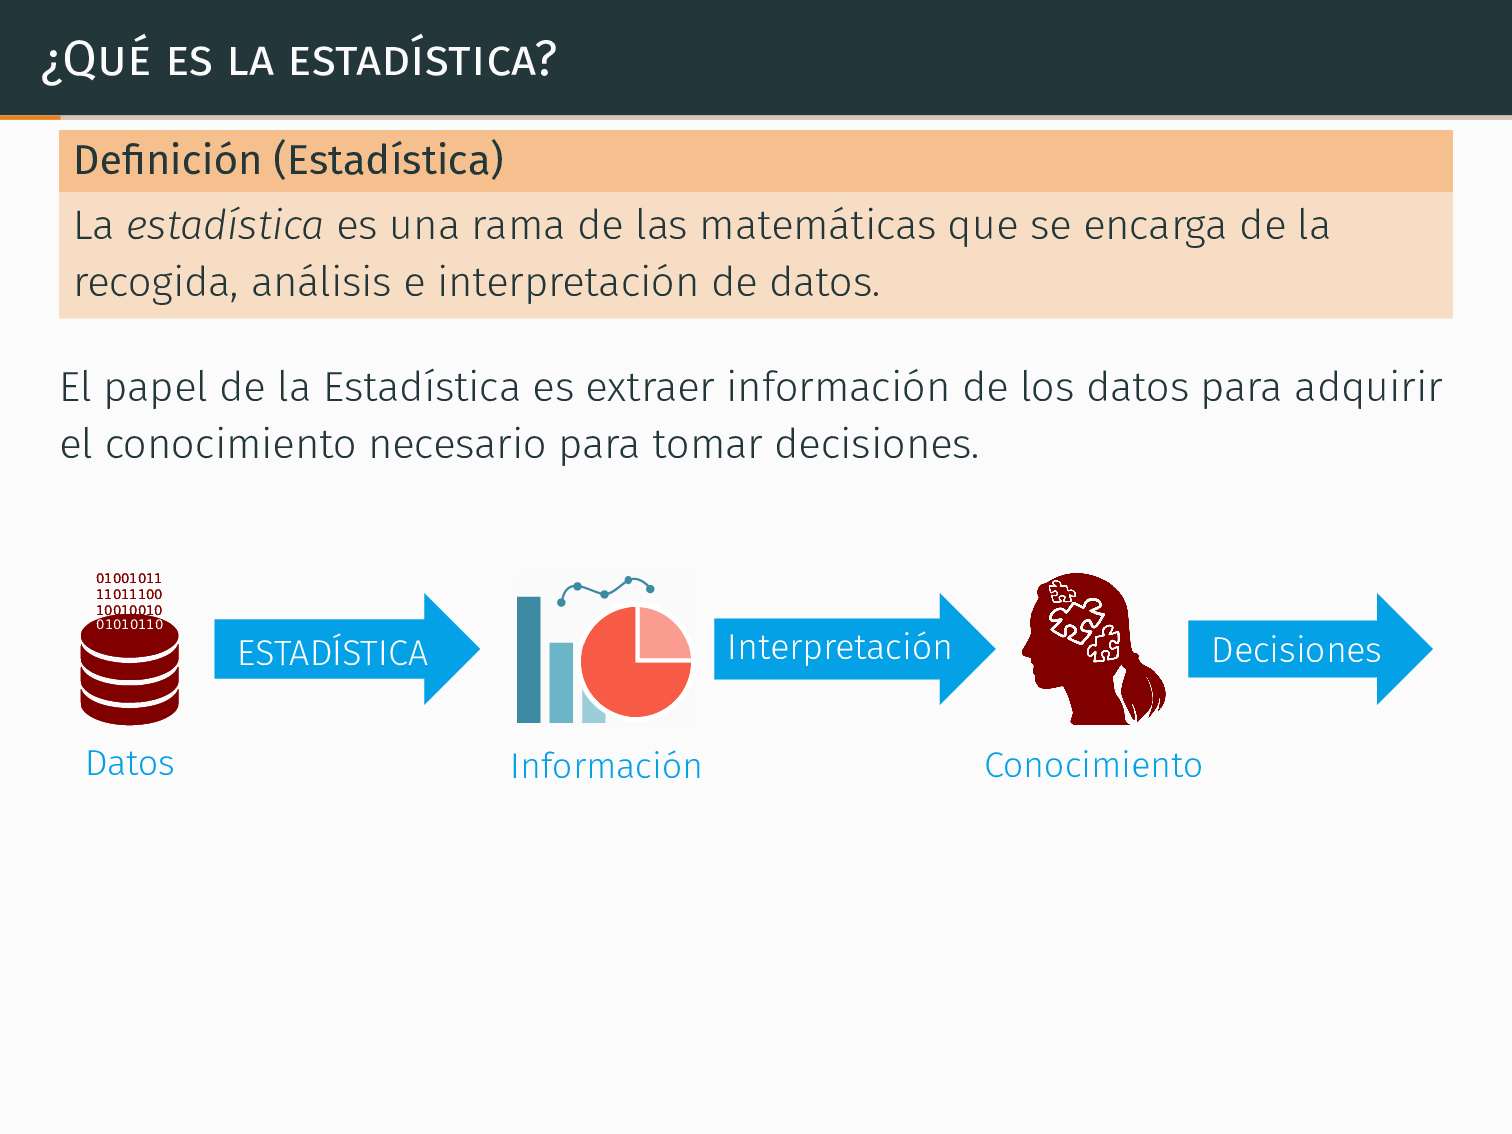 ¿Qué es la estadística?
Definición (Estadística)
La estadística es una rama de las matemáticas que se encarga de la
recogida, análisis e interpretación de datos.
El papel de la Estadística es extraer información de los datos para adquirir
el conocimiento necesario para tomar decisiones.
01001011
11011100
10010010
01010110
ESTADÍSTICA
Interpretación
Decisiones
Datos
Información
Conocimiento